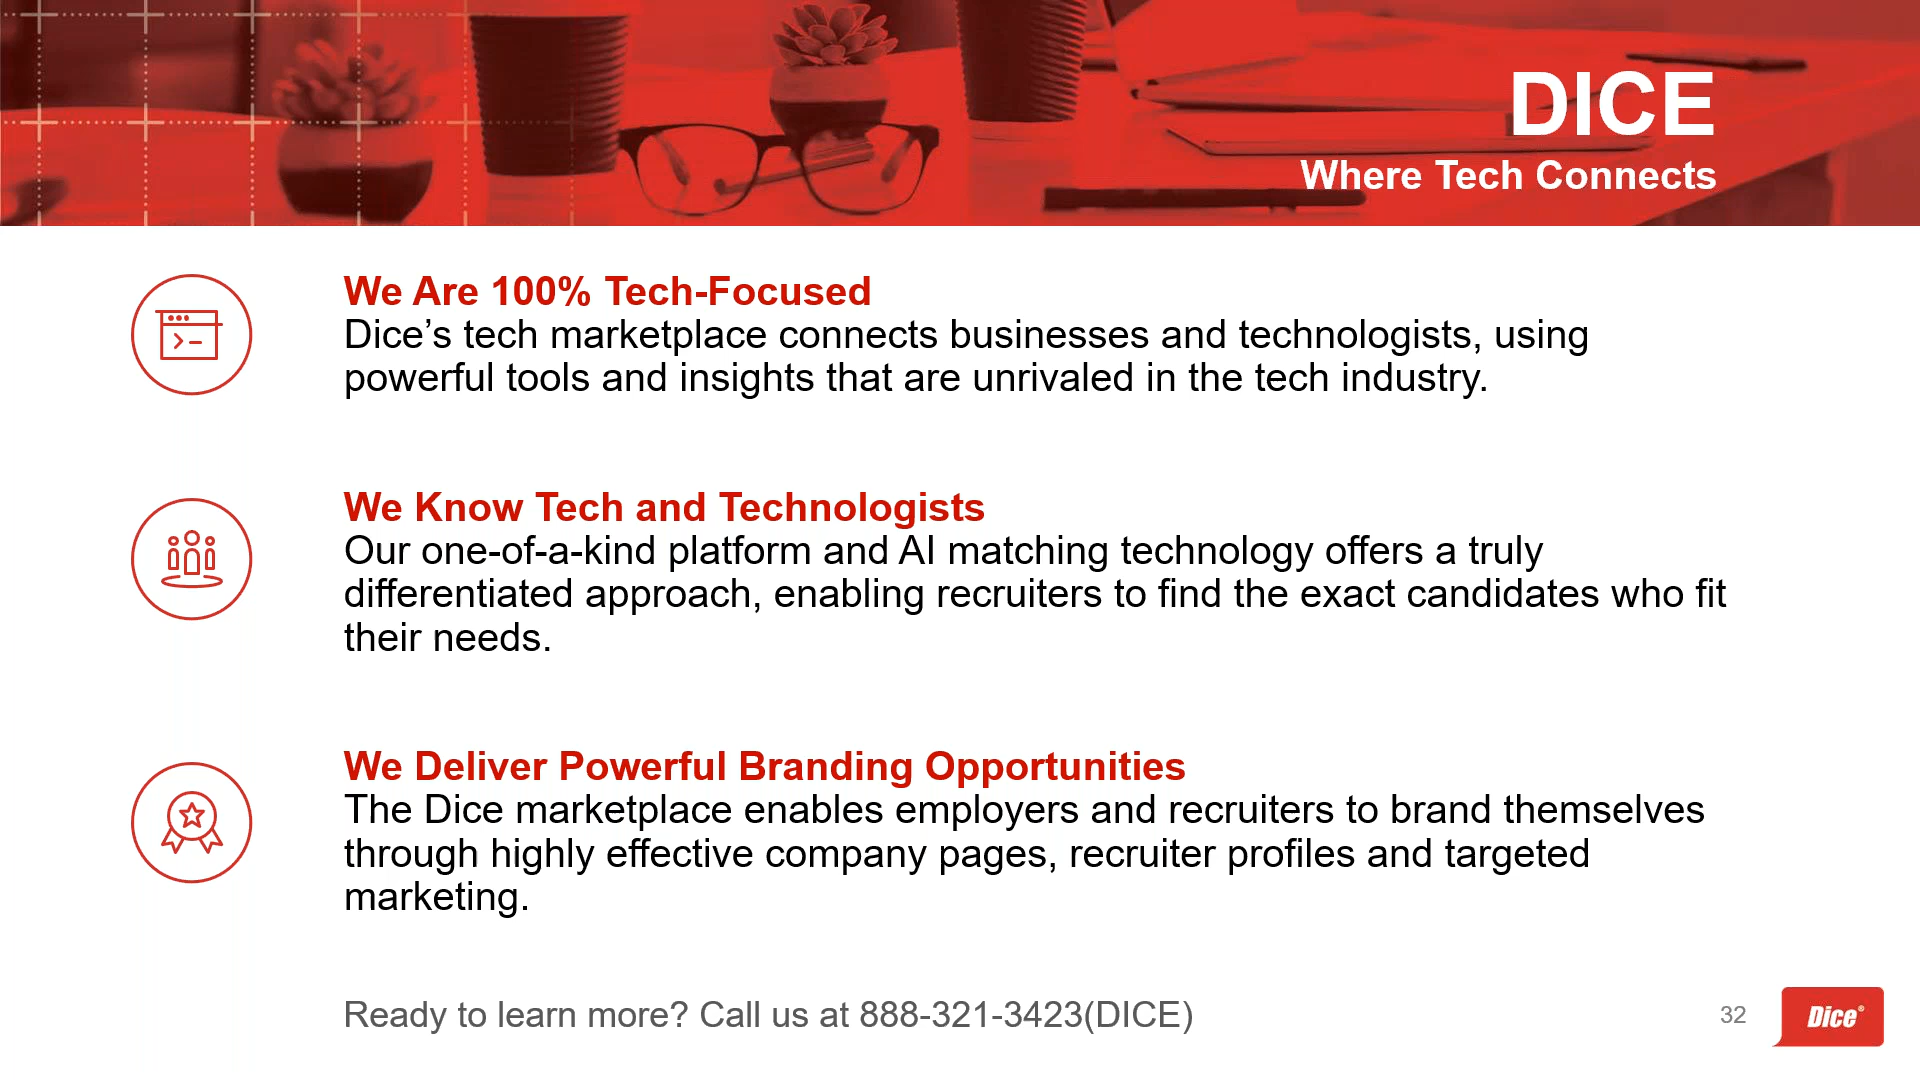 DICE
Where Tech Connects
We Are 100% Tech-Focused
Dice’s tech marketplace connects businesses and technologists, using
powerful tools and insights that are unrivaled in the tech industry.
We Know Tech and Technologists
Our one-of-a-kind platform and AI matching technology offers a truly
differentiated approach, enabling recruiters to find the exact candidates who fit
their needs.
We Deliver Powerful Branding Opportunities
The Dice marketplace enables employers and recruiters to brand themselves
through highly effective company pages, recruiter profiles and targeted
marketing.
Ready to learn more? Call us at 888-321-3423(DICE)
32
Dice®